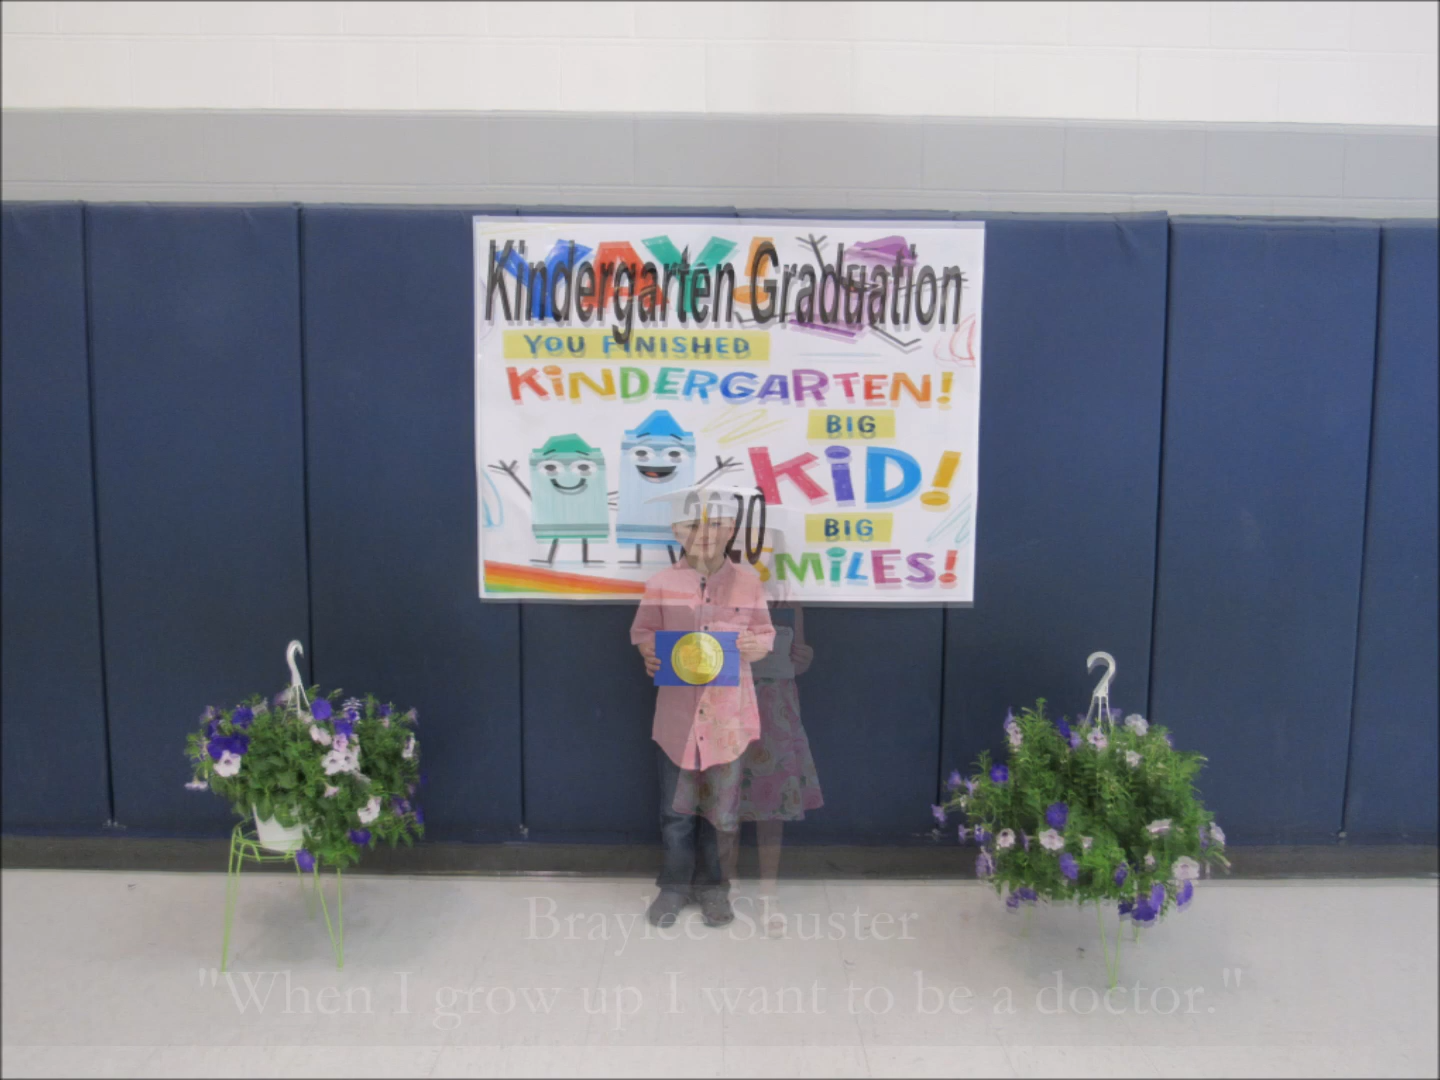 YAY!
Kindergarten Graduation
YOU FINISHED
KiNDERGARTEN!
BIG
KiD!
2020
BIG
SMiLES!
Braylee Shuster
"When I grow up I want to be a doctor."